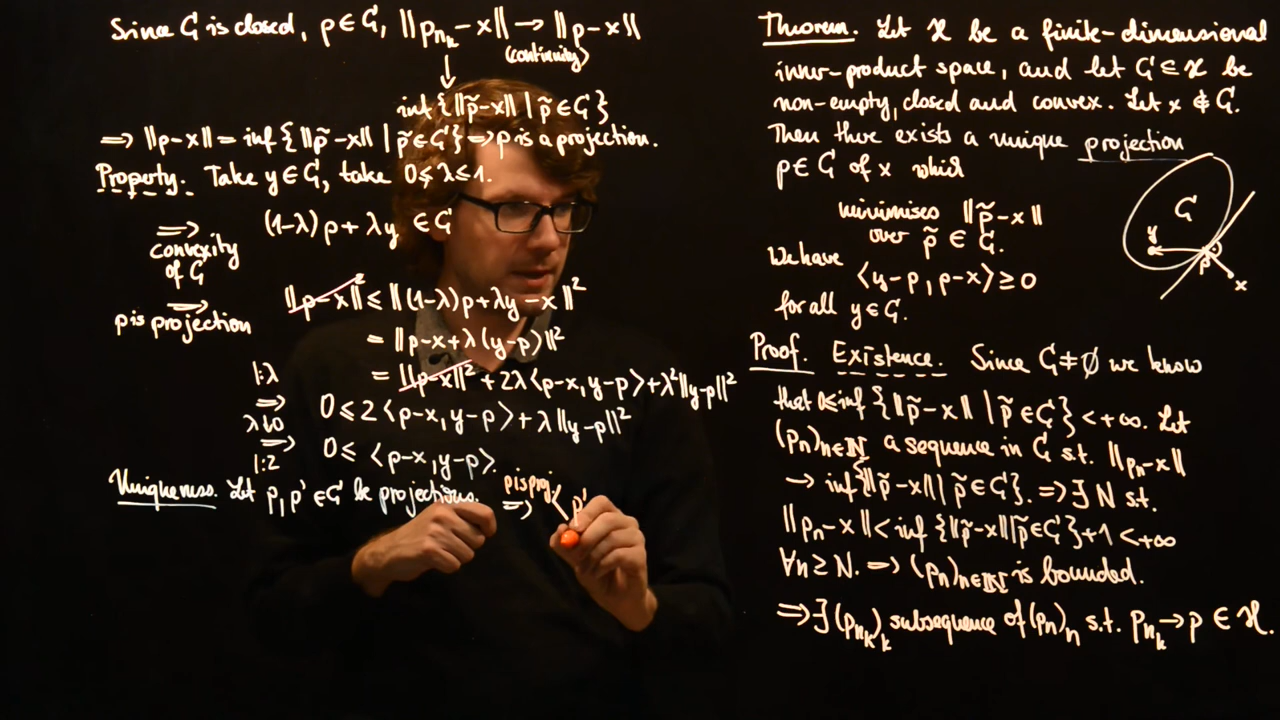 Since C is closed, p ∈ C, ‖p_{n_k} − x‖ → ‖p − x‖
(continuity)
↓
inf{‖p̃−x‖ | p̃ ∈ C}
⇒ ‖p−x‖ = inf{‖p̃−x‖ | p̃ ∈ C} ⇒ p is a projection.
Property. Take y ∈ C, take 0 ≤ λ ≤ 1.
⇒ (1−λ)p + λy ∈ C
convexity
of C
⇒ ‖p−x‖² ≤ ‖(1−λ)p + λy − x‖²
p is projection
= ‖p−x + λ(y−p)‖²
= ‖p−x‖² + 2λ⟨p−x, y−p⟩ + λ²‖y−p‖²
1:λ
⇒ 0 ≤ 2⟨p−x, y−p⟩ + λ‖y−p‖²
λ↓0
⇒ 0 ≤ ⟨p−x, y−p⟩.
1:2
Uniqueness. Let p, p' ∈ C be projections. ⇒ ⟨p'
p is proj.
Theorem. Let ℋ be a finite-dimensional
inner-product space, and let C ⊆ ℋ be
non-empty, closed and convex. Let x ∉ C.
Then there exists a unique projection
p ∈ C of x which
minimises ‖p̃−x‖
over p̃ ∈ C.
We have
⟨y−p, p−x⟩ ≥ 0
for all y ∈ C.
C
y
p
x
Proof. Existence. Since C ≠ ∅ we know
that 0 ≤ inf{‖p̃−x‖ | p̃ ∈ C} < +∞. Let
(p_n)_{n∈ℕ} a sequence in C s.t. ‖p_n−x‖
→ inf{‖p̃−x‖ | p̃ ∈ C}. ⇒ ∃ N s.t.
‖p_n−x‖ < inf{‖p̃−x‖ | p̃ ∈ C} + 1 < +∞
∀n ≥ N. ⇒ (p_n)_{n∈ℕ} is bounded.
⇒ ∃ (p_{n_k})_k subsequence of (p_n)_n s.t. p_{n_k} → p ∈ ℋ.